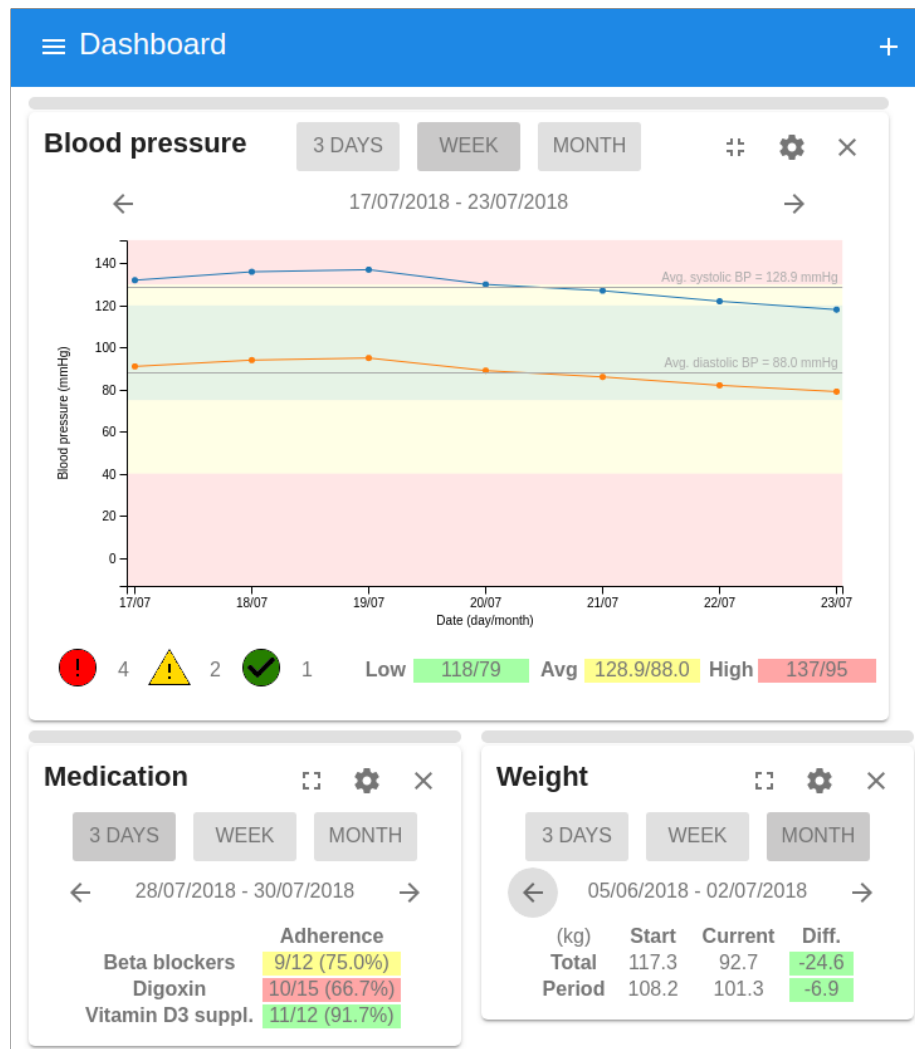 Dashboard
Blood pressure 3 DAYS WEEK MONTH
17/07/2018 - 23/07/2018
140
120
100
80
60
40
20
0
Blood pressure (mmHg)
Avg. systolic BP = 128.9 mmHg
Avg. diastolic BP = 88.0 mmHg
17/07 18/07 19/07 20/07 21/07 22/07 23/07
Date (day/month)
! 4 ! 2 1 Low 118/79 Avg 128.9/88.0 High 137/95
Medication
3 DAYS WEEK MONTH
28/07/2018 - 30/07/2018
Adherence
Beta blockers 9/12 (75.0%)
Digoxin 10/15 (66.7%)
Vitamin D3 suppl. 11/12 (91.7%)
Weight
3 DAYS WEEK MONTH
05/06/2018 - 02/07/2018
(kg) Start Current Diff.
Total 117.3 92.7 -24.6
Period 108.2 101.3 -6.9